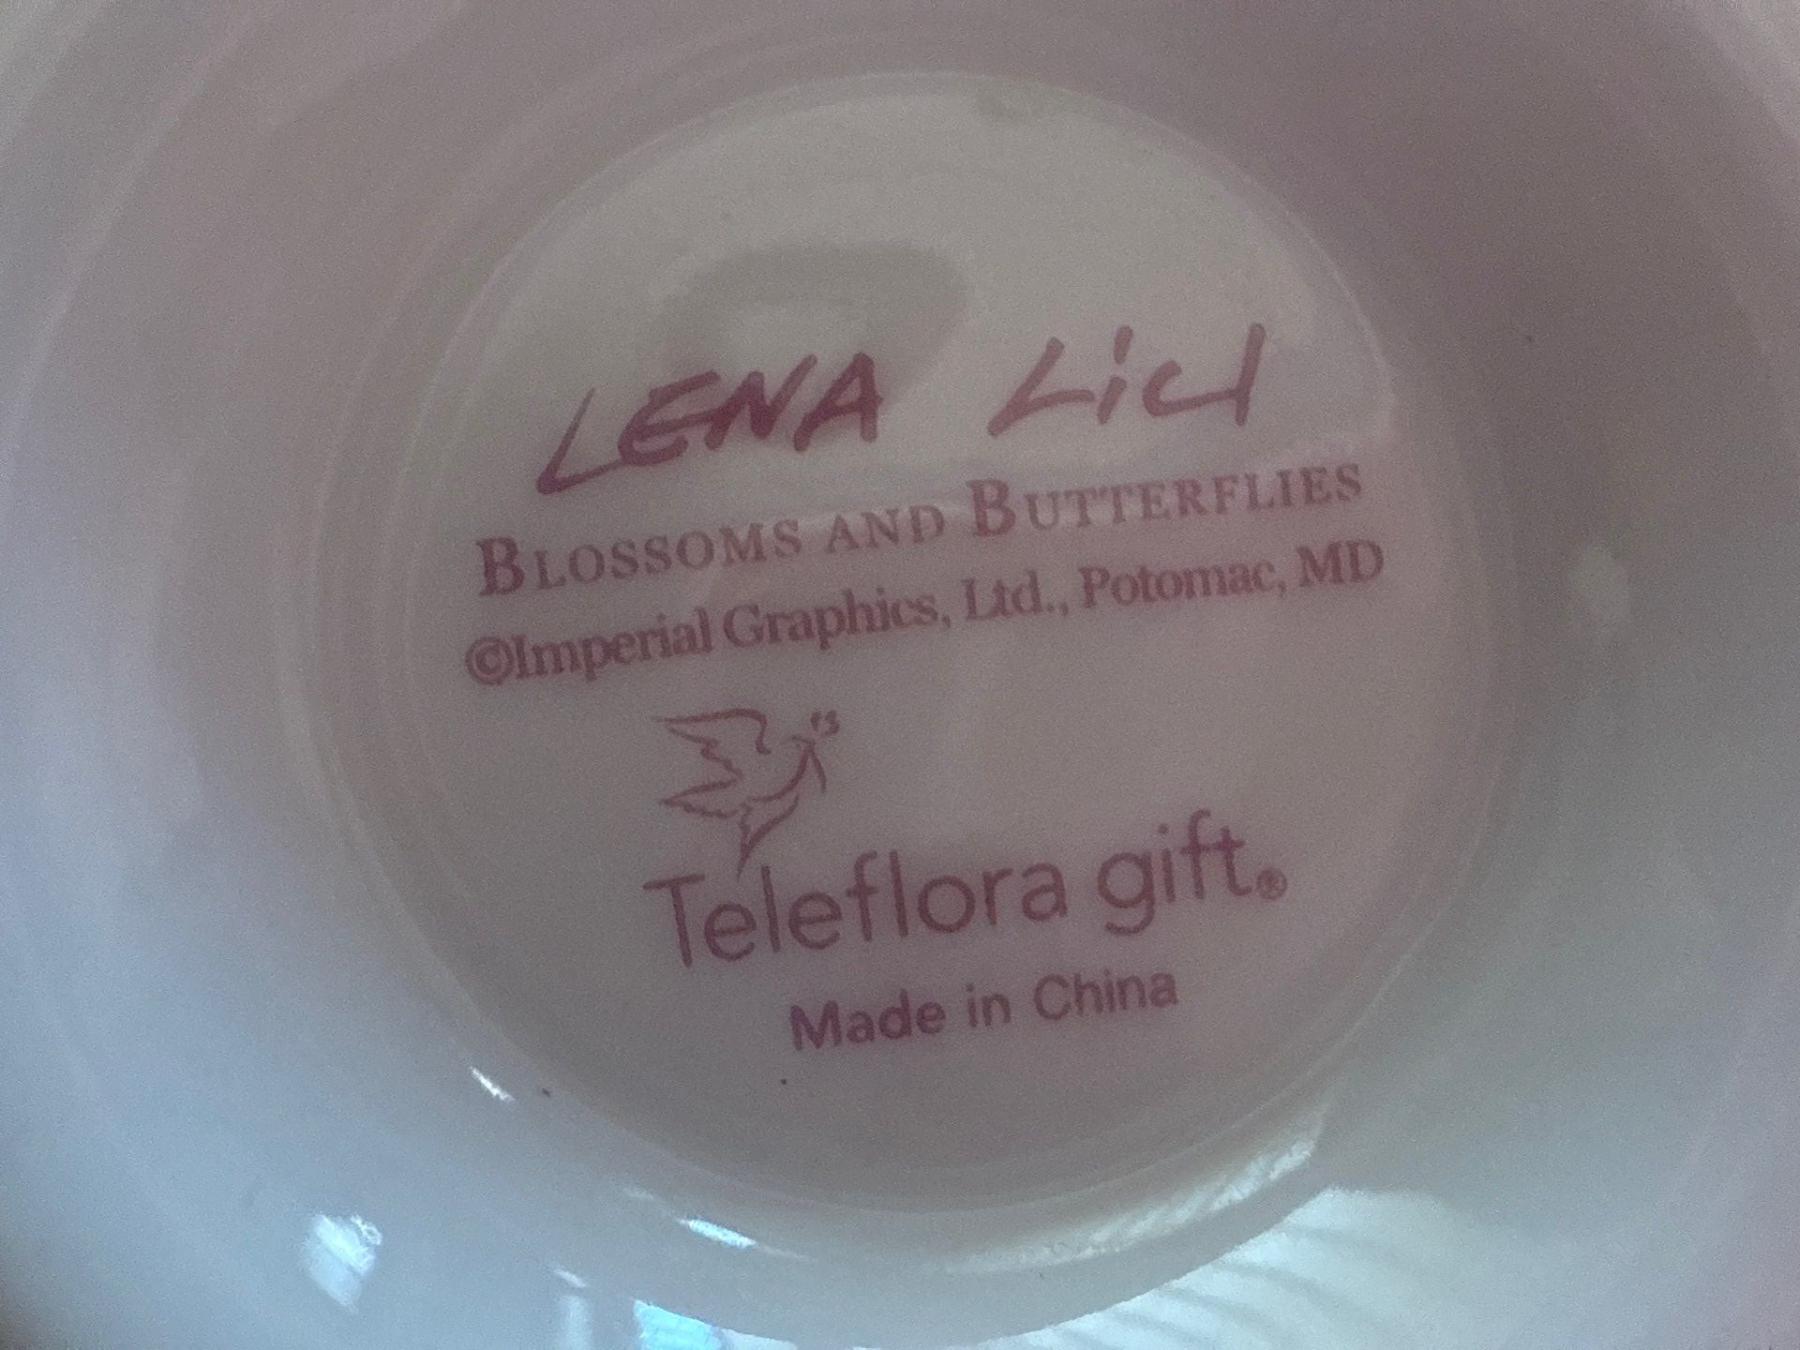 LENA LiU
BLOSSOMS AND BUTTERFLIES
©Imperial Graphics, Ltd., Potomac, MD
Teleflora gift.®
Made in China